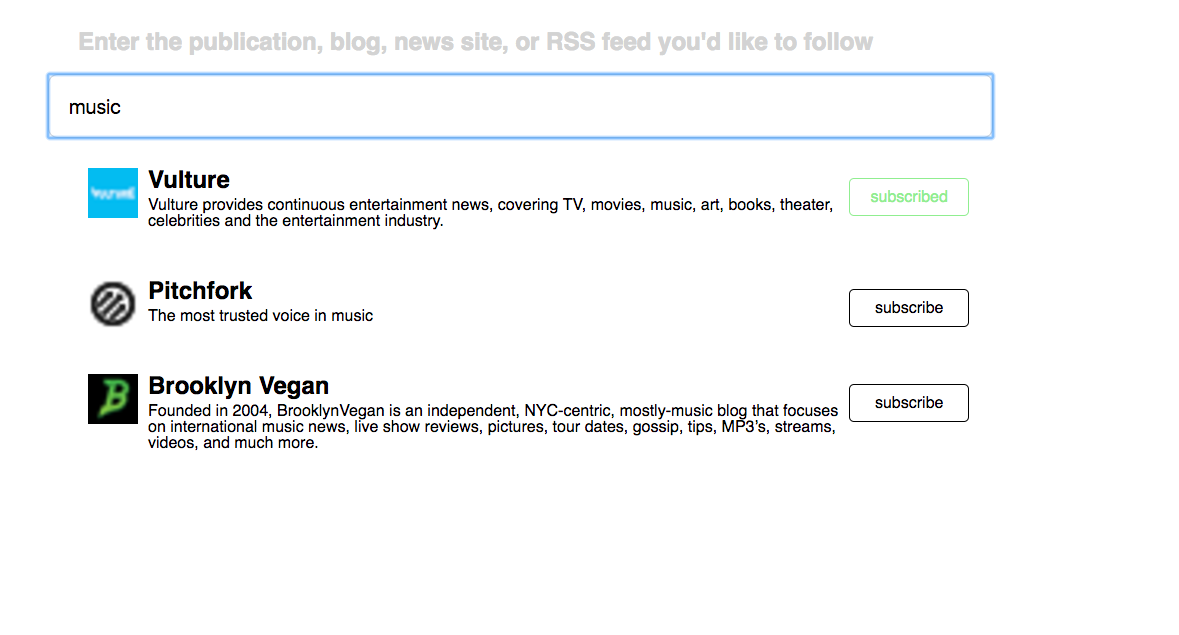 Enter the publication, blog, news site, or RSS feed you'd like to follow
music
Vulture
Vulture provides continuous entertainment news, covering TV, movies, music, art, books, theater,
celebrities and the entertainment industry.
subscribed
Pitchfork
The most trusted voice in music
subscribe
B
Brooklyn Vegan
Founded in 2004, BrooklynVegan is an independent, NYC-centric, mostly-music blog that focuses
on international music news, live show reviews, pictures, tour dates, gossip, tips, MP3's, streams,
videos, and much more.
subscribe